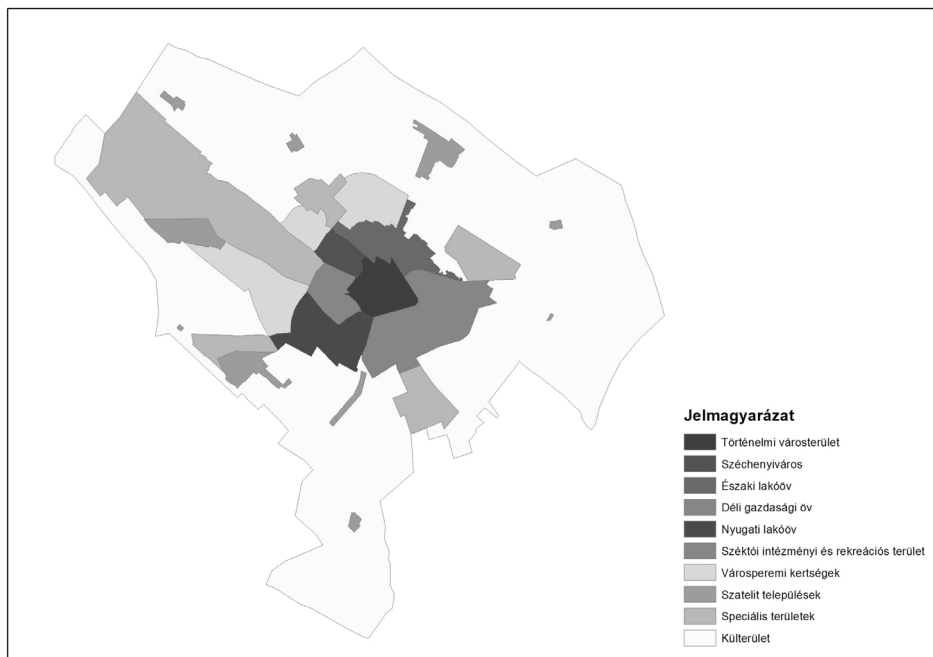 Jelmagyarázat
Történelmi városterület
Széchenyiváros
Északi lakóöv
Déli gazdasági öv
Nyugati lakóöv
Széktói intézményi és rekreációs terület
Városperemi kertségek
Szatelit települések
Speciális területek
Külterület